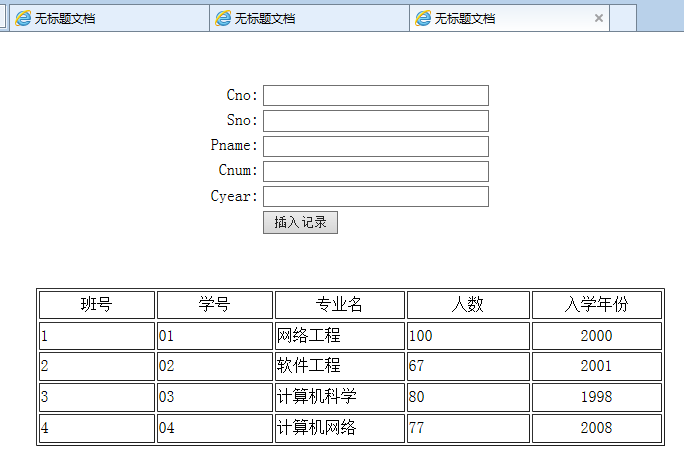 无标题文档 无标题文档 无标题文档
Cno:
Sno:
Pname:
Cnum:
Cyear:
插入记录
班号 学号 专业名 人数 入学年份
1 01 网络工程 100 2000
2 02 软件工程 67 2001
3 03 计算机科学 80 1998
4 04 计算机网络 77 2008